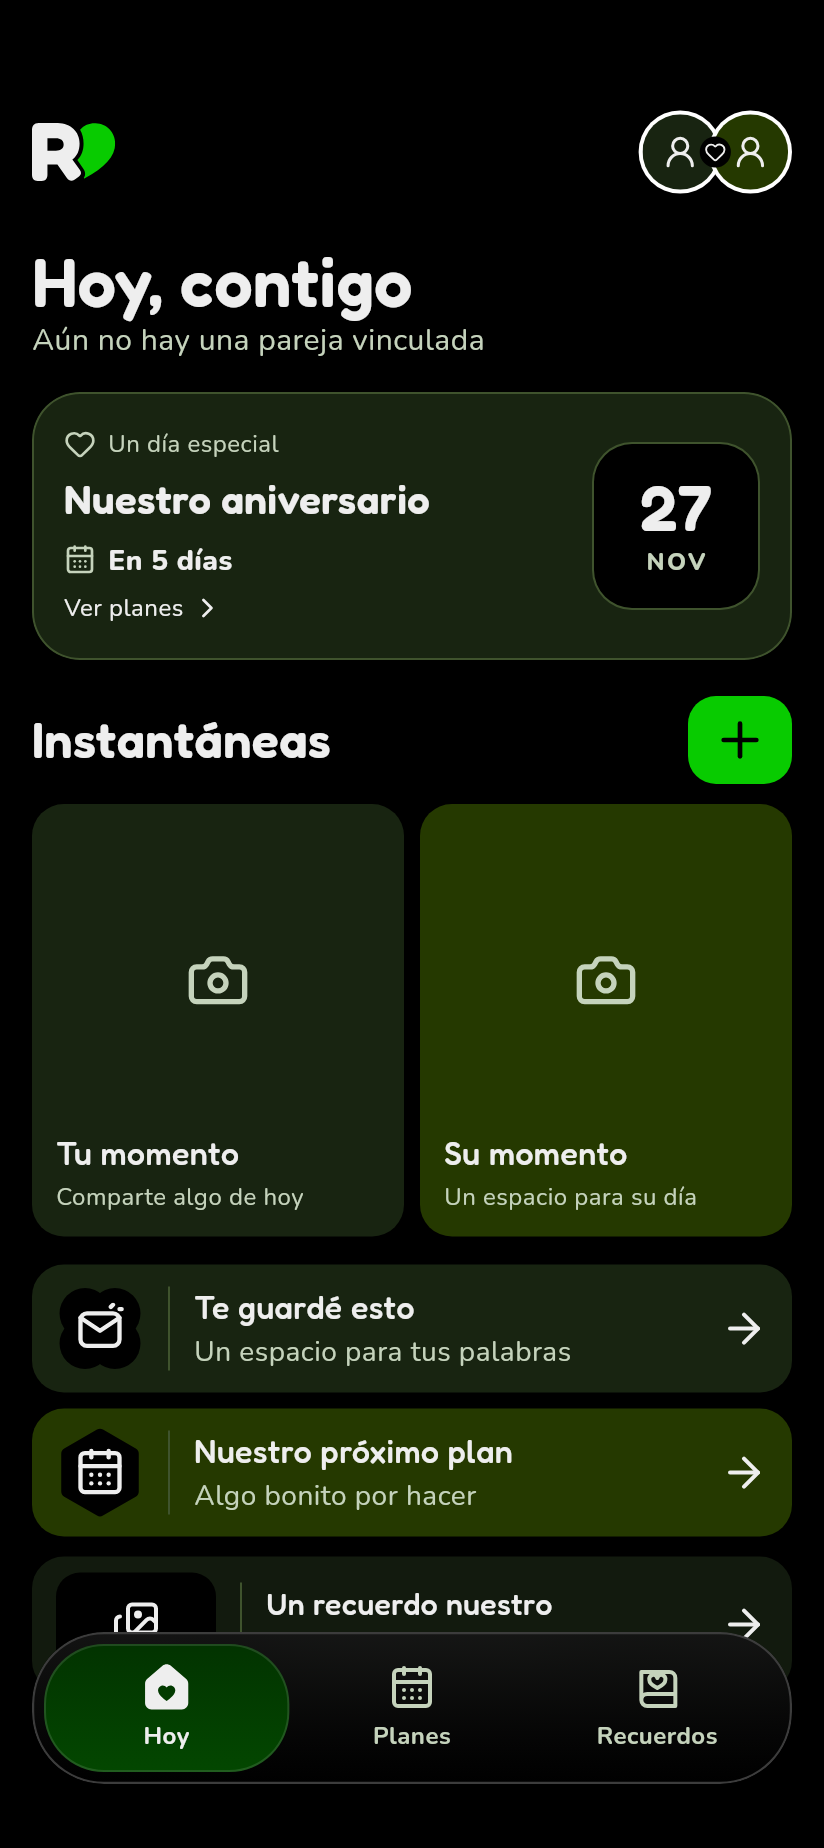 R
Hoy, contigo
Aún no hay una pareja vinculada
Un día especial
Nuestro aniversario
En 5 días
Ver planes
27
NOV
Instantáneas
Tu momento
Comparte algo de hoy
Su momento
Un espacio para su día
Te guardé esto
Un espacio para tus palabras
Nuestro próximo plan
Algo bonito por hacer
Un recuerdo nuestro
Hoy
Planes
Recuerdos